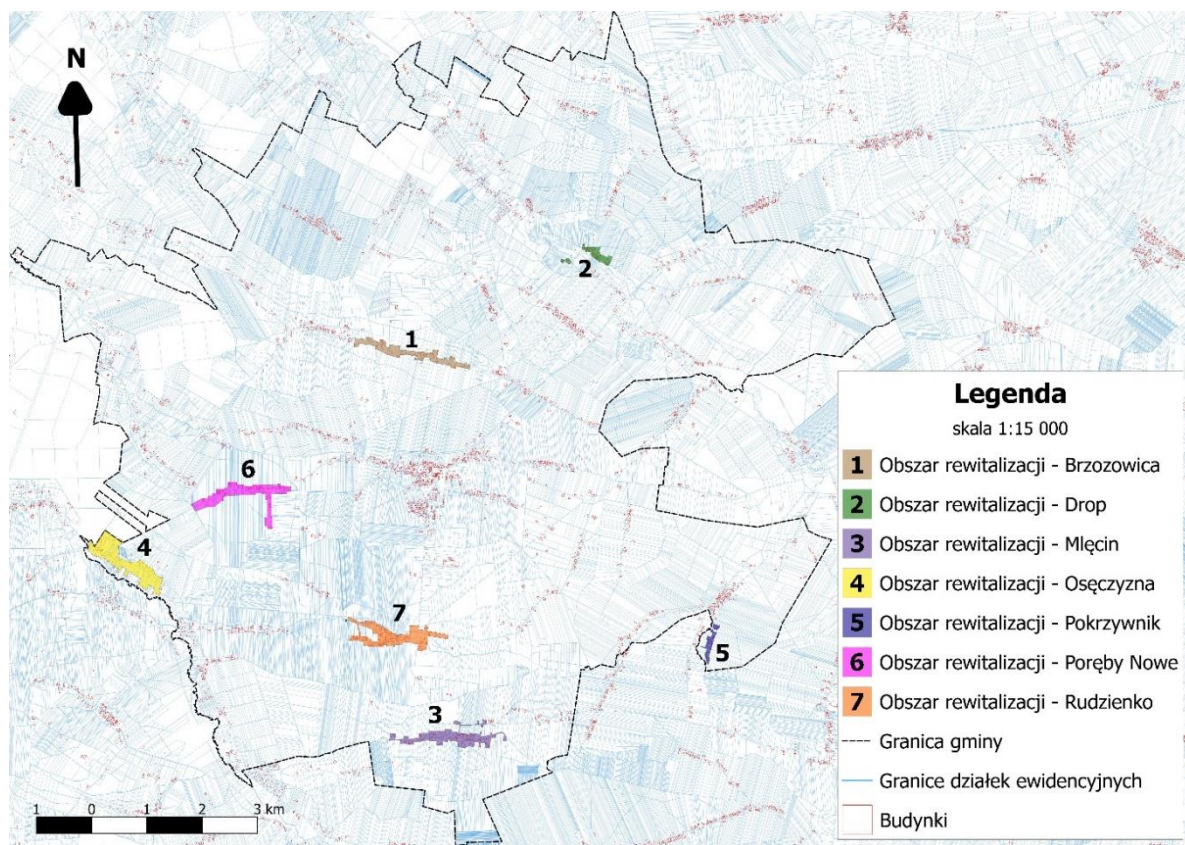 N
2
1
6
4
7
5
3
Legenda
skala 1:15 000
1 Obszar rewitalizacji - Brzozowica
2 Obszar rewitalizacji - Drop
3 Obszar rewitalizacji - Mlęcin
4 Obszar rewitalizacji - Osęczyzna
5 Obszar rewitalizacji - Pokrzywnik
6 Obszar rewitalizacji - Poręby Nowe
7 Obszar rewitalizacji - Rudzienko
Granica gminy
Granice działek ewidencyjnych
Budynki
1 0 1 2 3 km